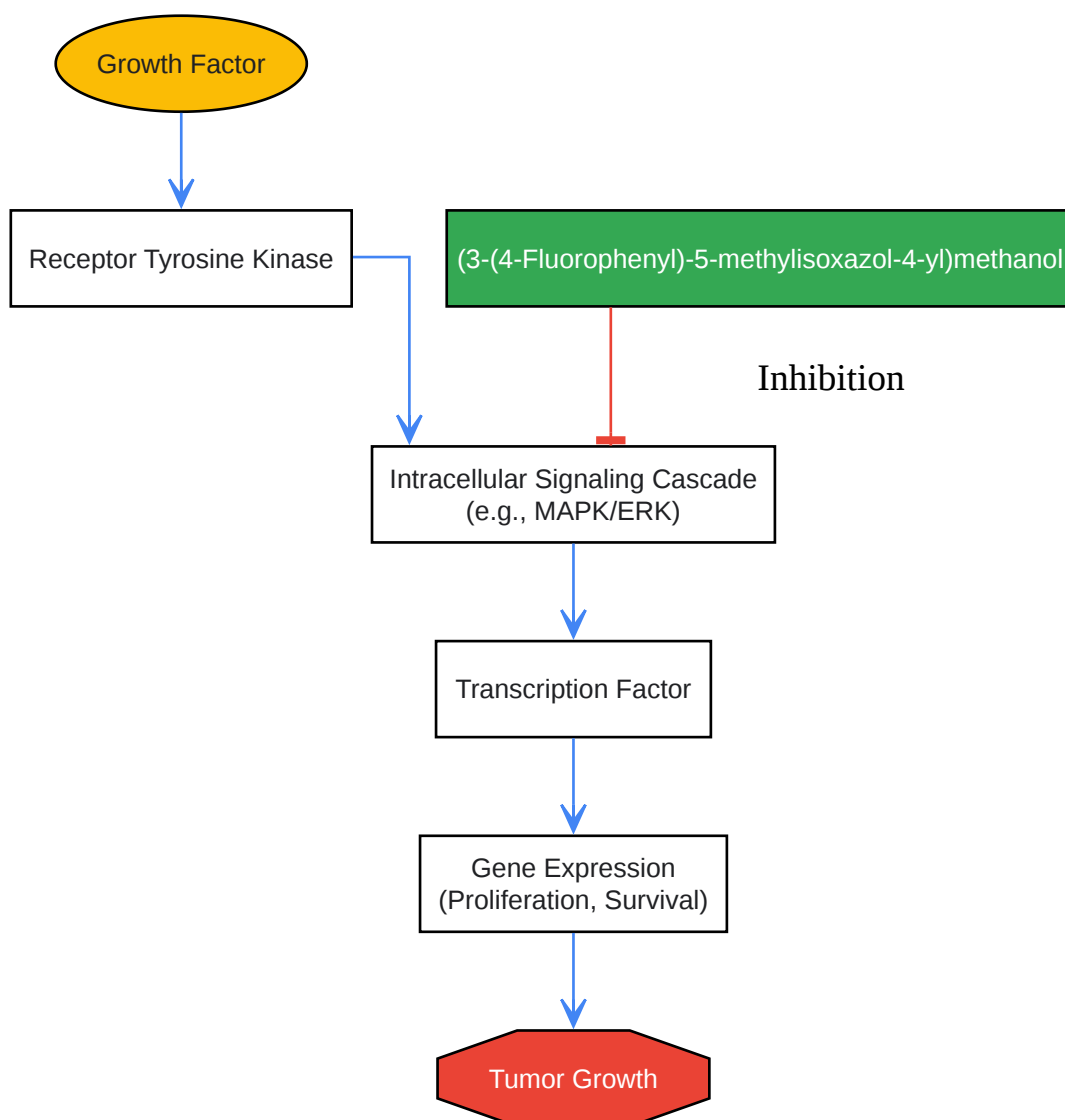 Growth Factor
Receptor Tyrosine Kinase
(3-(4-Fluorophenyl)-5-methylisoxazol-4-yl)methanol
Inhibition
Intracellular Signaling Cascade
(e.g., MAPK/ERK)
Transcription Factor
Gene Expression
(Proliferation, Survival)
Tumor Growth